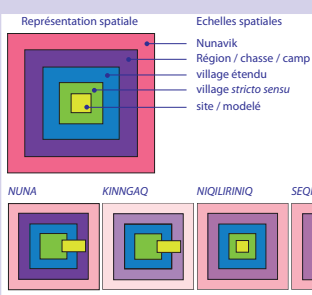 Représentation spatiale
Echelles spatiales
Nunavik
Région / chasse / camp
village étendu
village stricto sensu
site / modelé
NUNA
KINNGAQ
NIQILIRINIQ